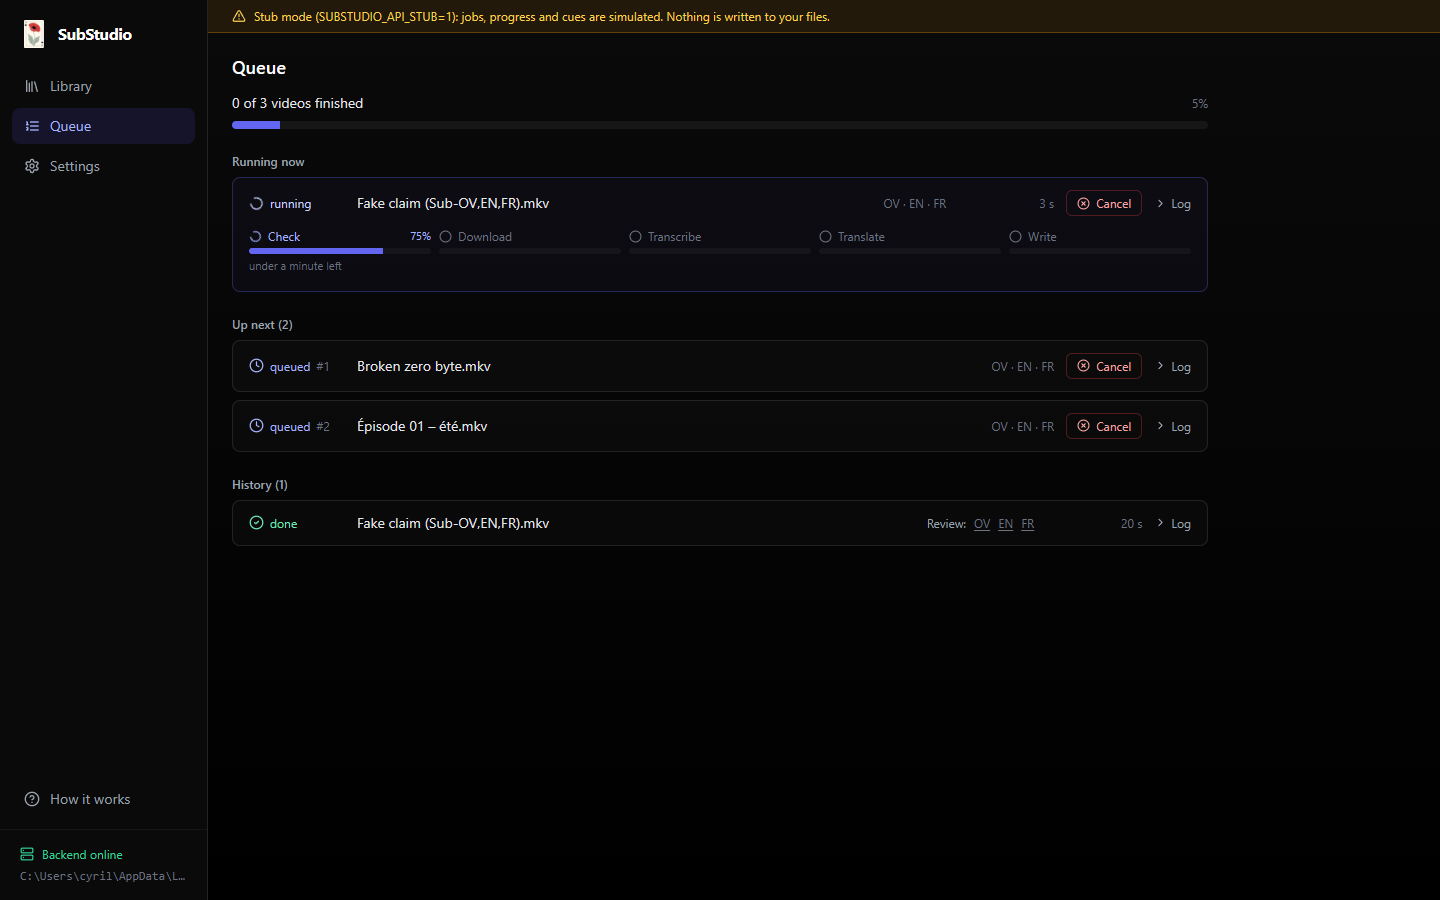 SubStudio
Library
Queue
Settings
How it works
Backend online
C:\Users\cyril\AppData\L…
Stub mode (SUBSTUDIO_API_STUB=1): jobs, progress and cues are simulated. Nothing is written to your files.
Queue
0 of 3 videos finished 5%
Running now
running Fake claim (Sub-OV,EN,FR).mkv OV · EN · FR 3 s Cancel Log
Check 75% Download Transcribe Translate Write
under a minute left
Up next (2)
queued #1 Broken zero byte.mkv OV · EN · FR Cancel Log
queued #2 Épisode 01 – été.mkv OV · EN · FR Cancel Log
History (1)
done Fake claim (Sub-OV,EN,FR).mkv Review: OV EN FR 20 s Log